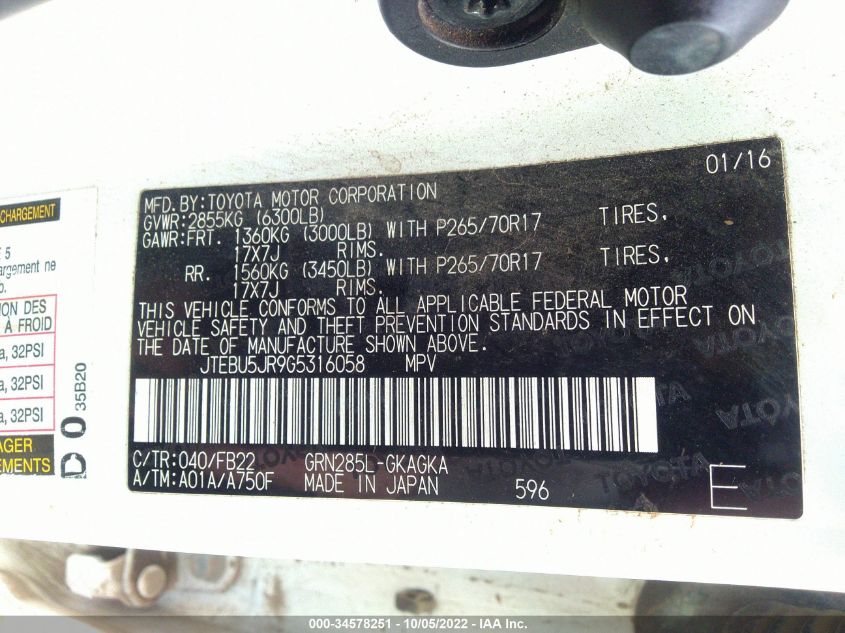 01/16
MFD.BY:TOYOTA MOTOR CORPORATION
GVWR:2855KG (6300LB)
GAWR:FRT. 1360KG (3000LB) WITH P265/70R17 TIRES,
17X7J RIMS.
RR. 1560KG (3450LB) WITH P265/70R17 TIRES,
17X7J RIMS.
THIS VEHICLE CONFORMS TO ALL APPLICABLE FEDERAL MOTOR
VEHICLE SAFETY AND THEFT PREVENTION STANDARDS IN EFFECT ON
THE DATE OF MANUFACTURE SHOWN ABOVE.
JTEBU5JR9G5316058 MPV
C/TR:040/FB22 GRN285L-GKAGKA
A/TM:A01A/A750F MADE IN JAPAN 596 E
CHARGEMENT
5
chargement ne
ION DES
À FROID
a, 32PSI
a, 32PSI
a, 32PSI
AGER
EMENTS
35B20
TOYOTA
000-34578251 - 10/05/2022 - IAA Inc.